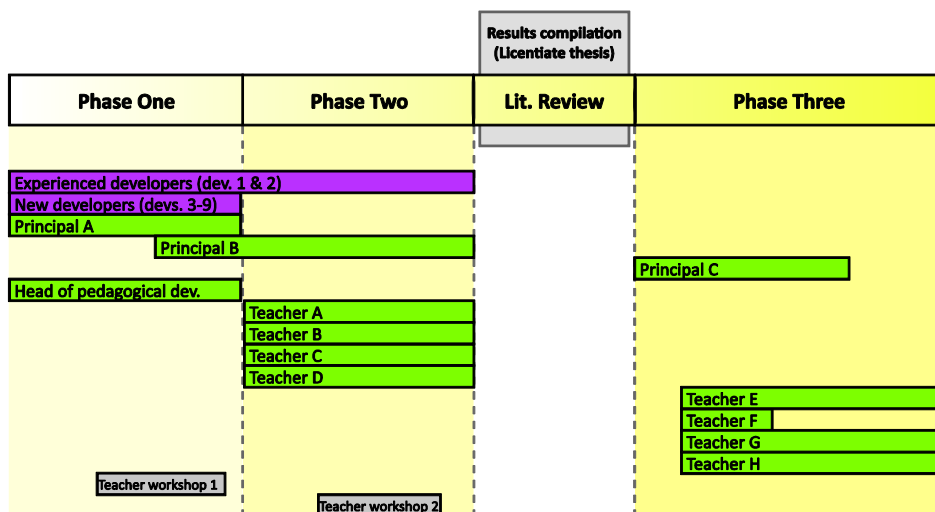 Results compilation
(Licentiate thesis)
Phase One
Phase Two
Lit. Review
Phase Three
Experienced developers (dev. 1 & 2)
New developers (devs. 3-9)
Principal A
Principal B
Principal C
Head of pedagogical dev.
Teacher A
Teacher B
Teacher C
Teacher D
Teacher E
Teacher F
Teacher G
Teacher H
Teacher workshop 1
Teacher workshop 2